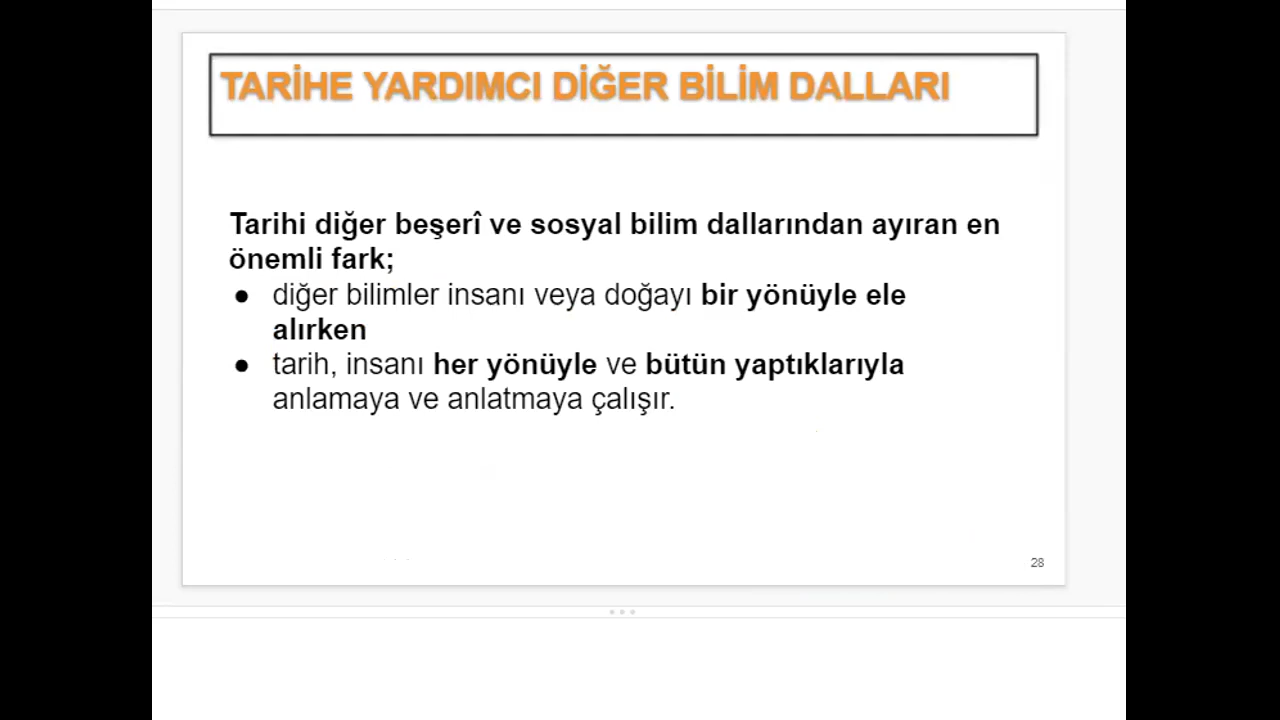 TARİHE YARDIMCI DİĞER BİLİM DALLARI
Tarihi diğer beşerî ve sosyal bilim dallarından ayıran en
önemli fark;
● diğer bilimler insanı veya doğayı bir yönüyle ele
alırken
● tarih, insanı her yönüyle ve bütün yaptıklarıyla
anlamaya ve anlatmaya çalışır.
28